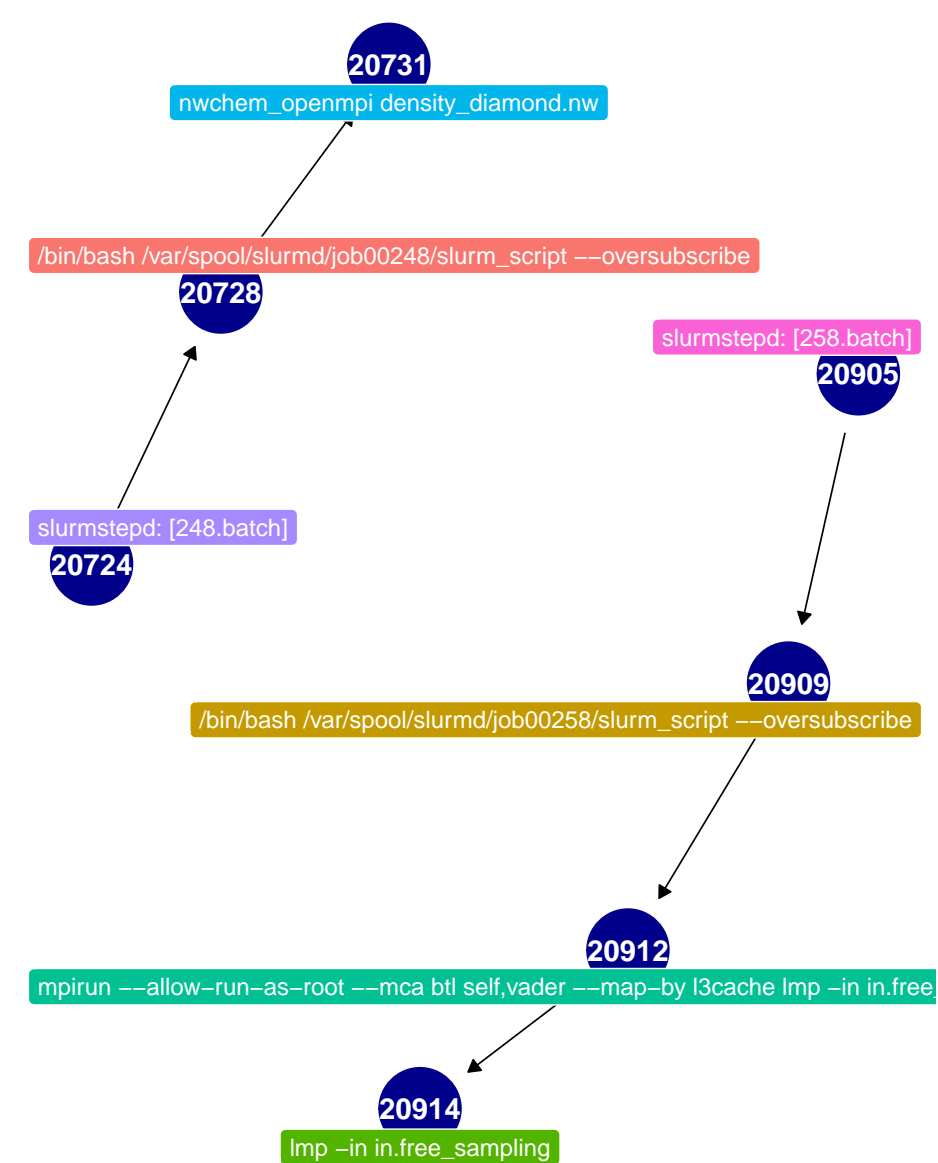 20731
nwchem_openmpi density_diamond.nw
/bin/bash /var/spool/slurmd/job00248/slurm_script −−oversubscribe
20728
slurmstepd: [258.batch]
20905
slurmstepd: [248.batch]
20724
20909
/bin/bash /var/spool/slurmd/job00258/slurm_script −−oversubscribe
20912
mpirun −−allow−run−as−root −−mca btl self,vader −−map−by l3cache lmp −in in.free_
20914
lmp −in in.free_sampling